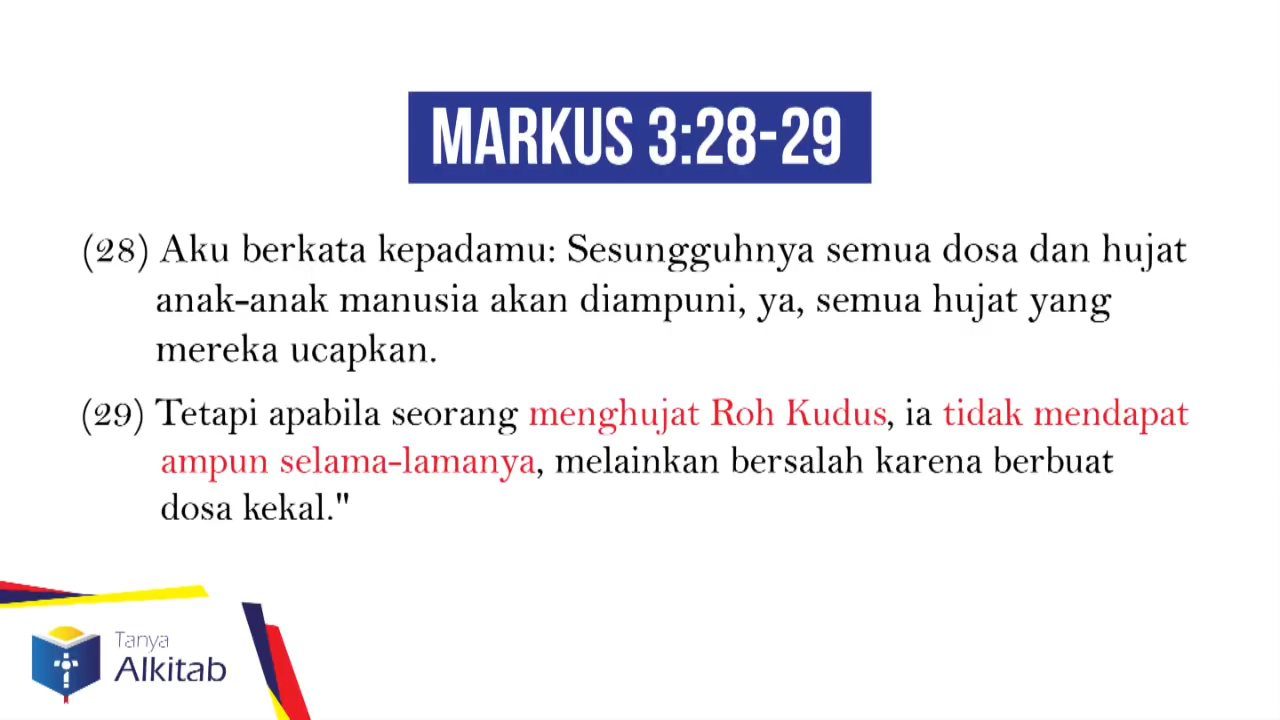 MARKUS 3:28-29
(28) Aku berkata kepadamu: Sesungguhnya semua dosa dan hujat
anak-anak manusia akan diampuni, ya, semua hujat yang
mereka ucapkan.
(29) Tetapi apabila seorang menghujat Roh Kudus, ia tidak mendapat
ampun selama-lamanya, melainkan bersalah karena berbuat
dosa kekal."
Tanya
Alkitab